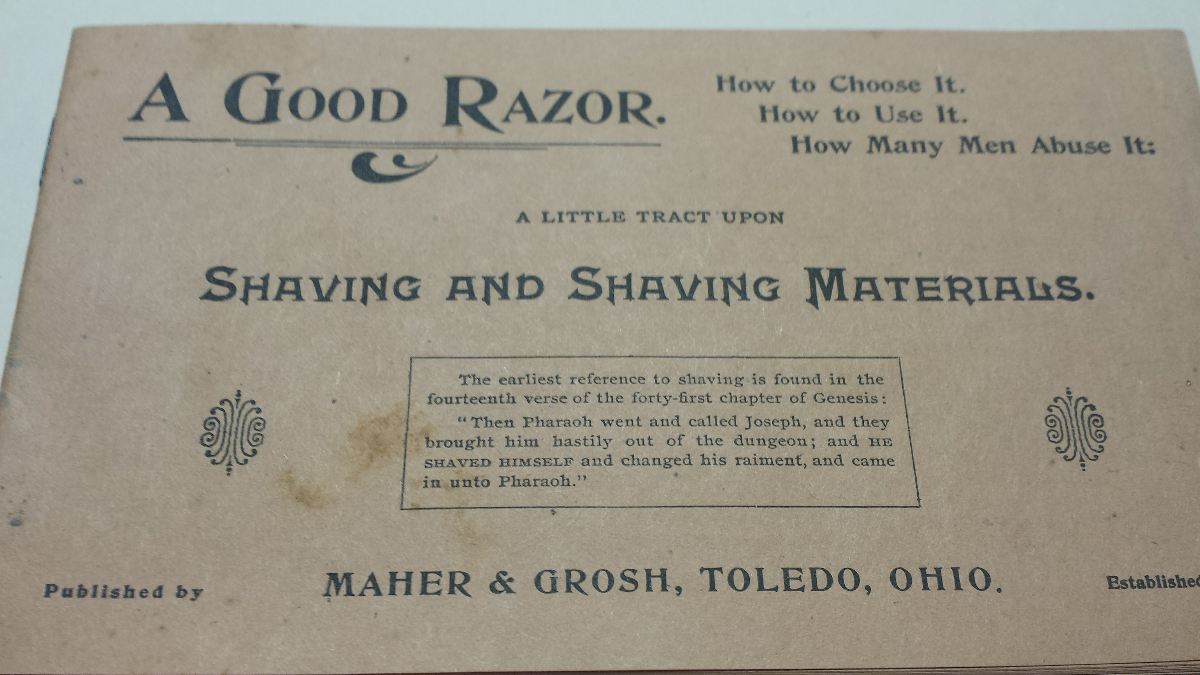 A GOOD RAZOR.
How to Choose It.
How to Use It.
How Many Men Abuse It:
A LITTLE TRACT UPON
SHAVING AND SHAVING MATERIALS.
The earliest reference to shaving is found in the
fourteenth verse of the forty-first chapter of Genesis:
"Then Pharaoh went and called Joseph, and they
brought him hastily out of the dungeon; and HE
SHAVED HIMSELF and changed his raiment, and came
in unto Pharaoh."
Published by
MAHER & GROSH, TOLEDO, OHIO.
Established